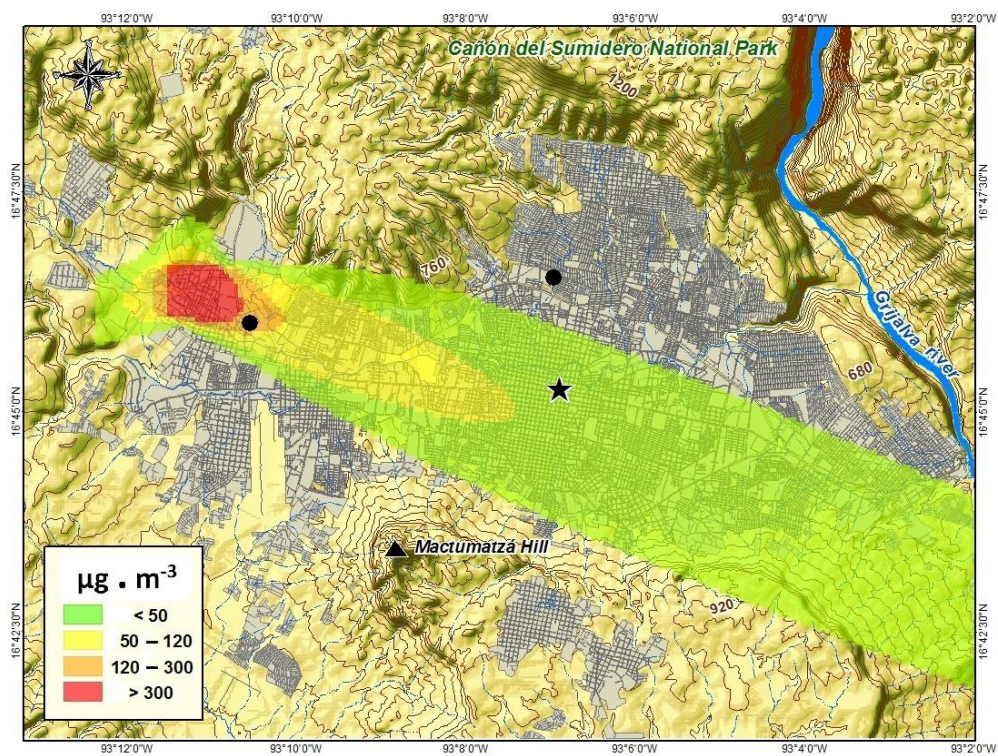 93°12'0"W 93°10'0"W 93°8'0"W 93°6'0"W 93°4'0"W 93°2'0"W
Cañón del Sumidero National Park
1200
16°47'30"N 16°47'30"N
760
Grijalva river
680
16°45'0"N 16°45'0"N
Mactumatzá Hill
920
16°42'30"N 16°42'30"N
µg . m-3
< 50
50 – 120
120 – 300
> 300
93°12'0"W 93°10'0"W 93°8'0"W 93°6'0"W 93°4'0"W 93°2'0"W